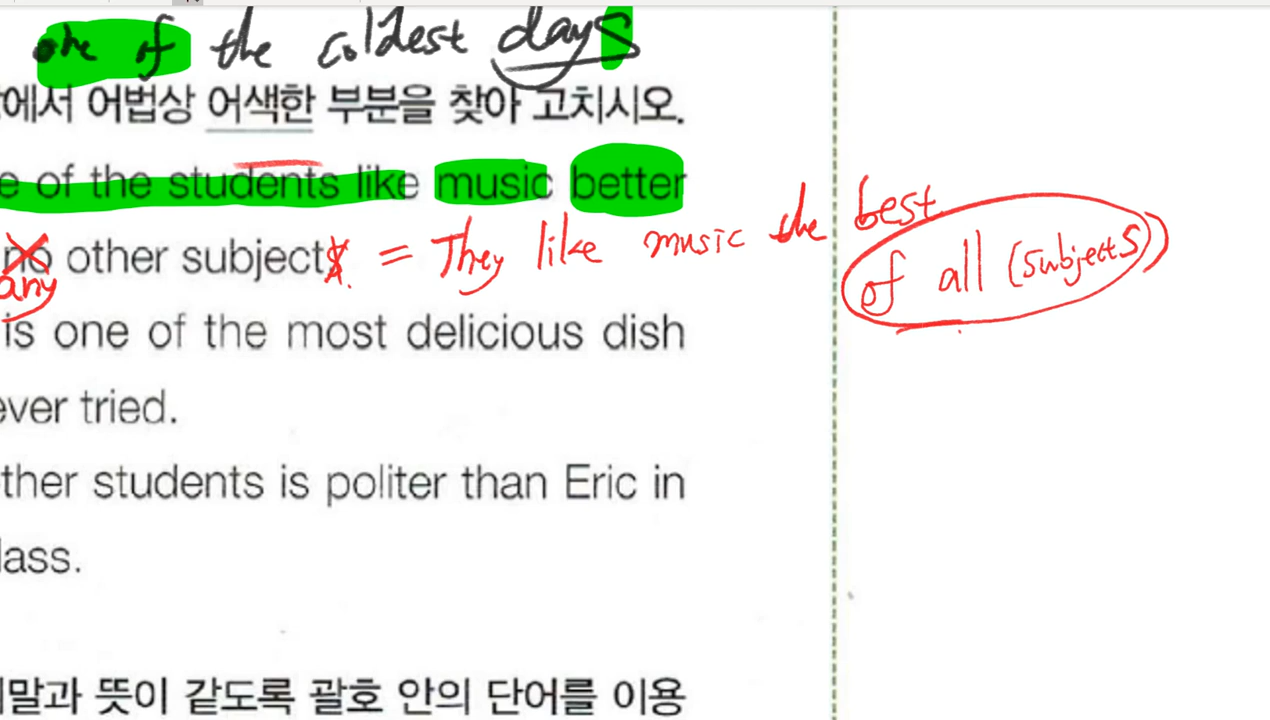 one of the coldest days
에서 어법상 어색한 부분을 찾아 고치시오.
e of the students like music better
no other subjects = They like music the best
any
of all (subjects)
is one of the most delicious dish
ever tried.
ther students is politer than Eric in
lass.
말과 뜻이 같도록 괄호 안의 단어를 이용